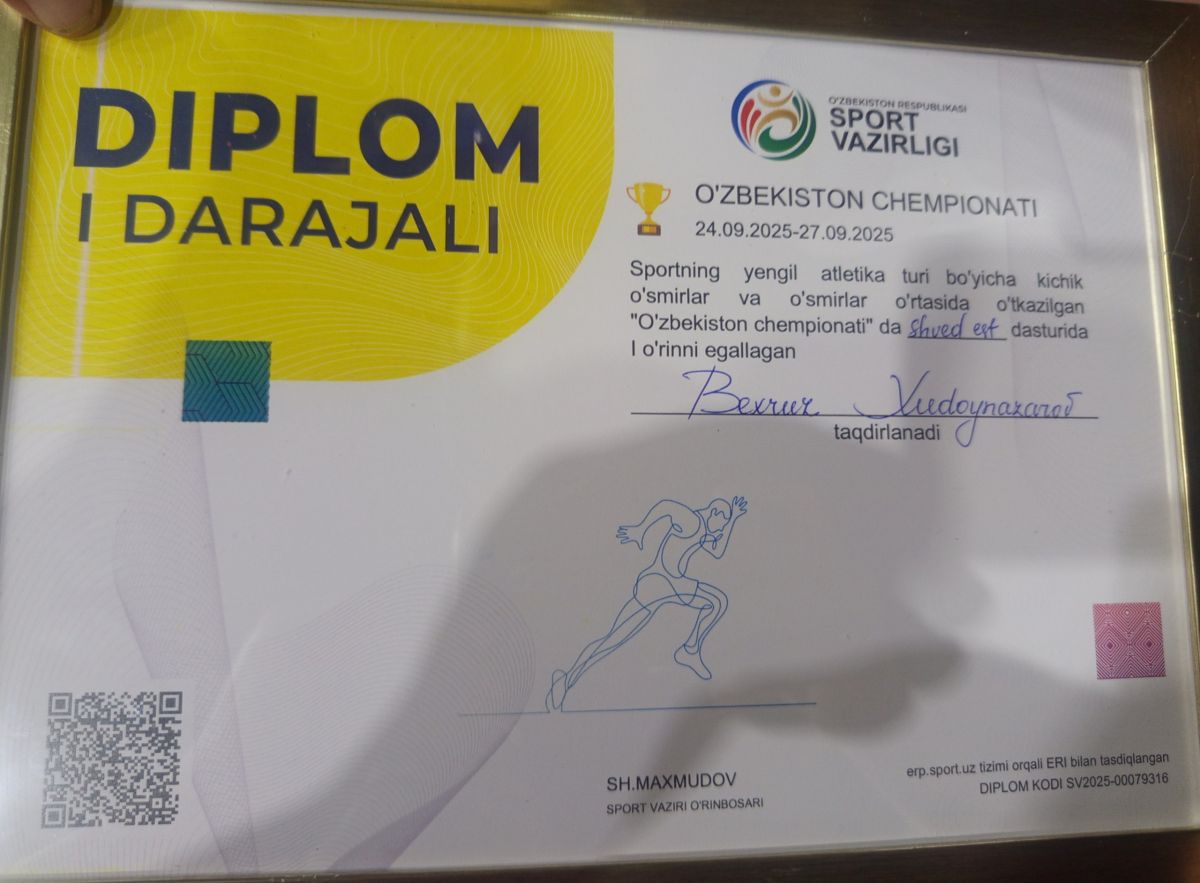 DIPLOM
I DARAJALI
O'ZBEKISTON RESPUBLIKASI
SPORT
VAZIRLIGI
O'ZBEKISTON CHEMPIONATI
24.09.2025-27.09.2025
Sportning yengil atletika turi bo'yicha kichik
o'smirlar va o'smirlar o'rtasida o'tkazilgan
"O'zbekiston chempionati" da shved est dasturida
I o'rinni egallagan
Bexruz Xudoynazarov
taqdirlanadi
SH.MAXMUDOV
SPORT VAZIRI O'RINBOSARI
erp.sport.uz tizimi orqali ERI bilan tasdiqlangan
DIPLOM KODI SV2025-00079316